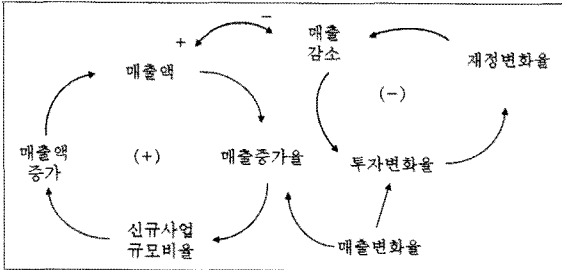 −
+
매출
감소
매출액
재정변화율
(−)
매출액
증가
(+)
매출증가율
투자변화율
신규사업
규모비율
매출변화율